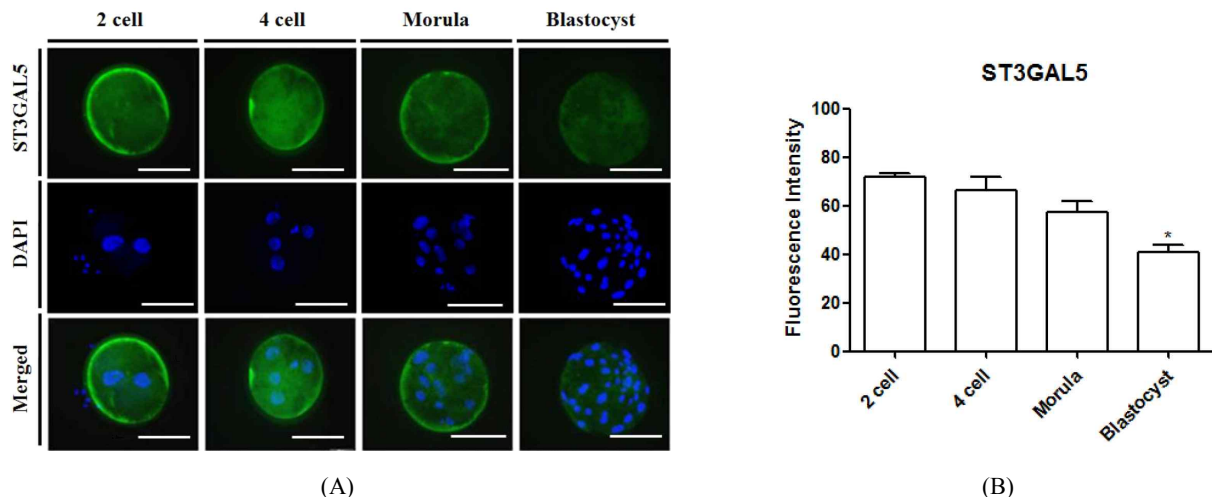 2 cell
4 cell
Morula
Blastocyst
ST3GAL5
DAPI
Merged
(A)
ST3GAL5
Fluorescence Intensity
100
80
60
40
20
0
*
2 cell
4 cell
Morula
Blastocyst
(B)